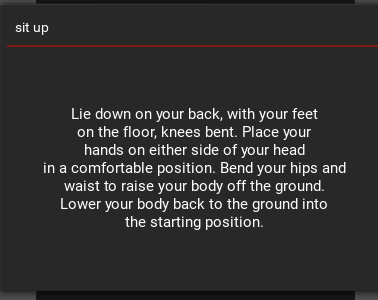 sit up
Lie down on your back, with your feet
on the floor, knees bent. Place your
hands on either side of your head
in a comfortable position. Bend your hips and
waist to raise your body off the ground.
Lower your body back to the ground into
the starting position.